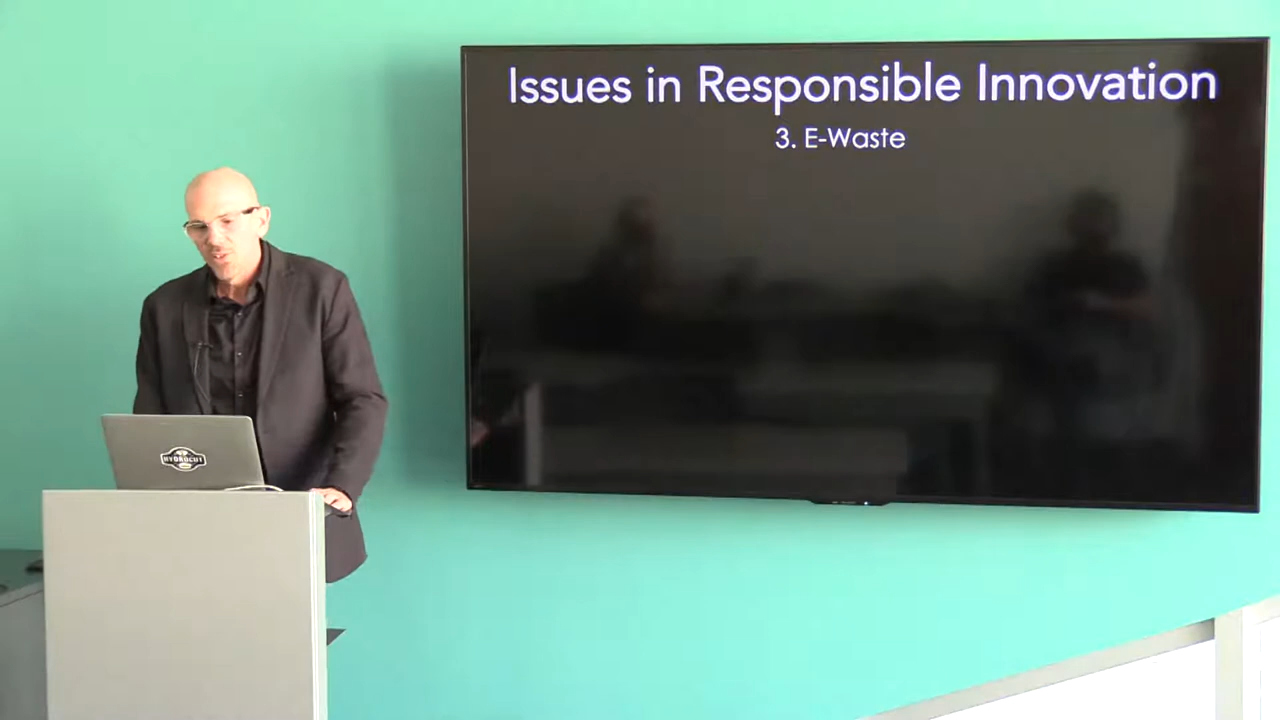 Issues in Responsible Innovation
3. E-Waste
HYDROCUT